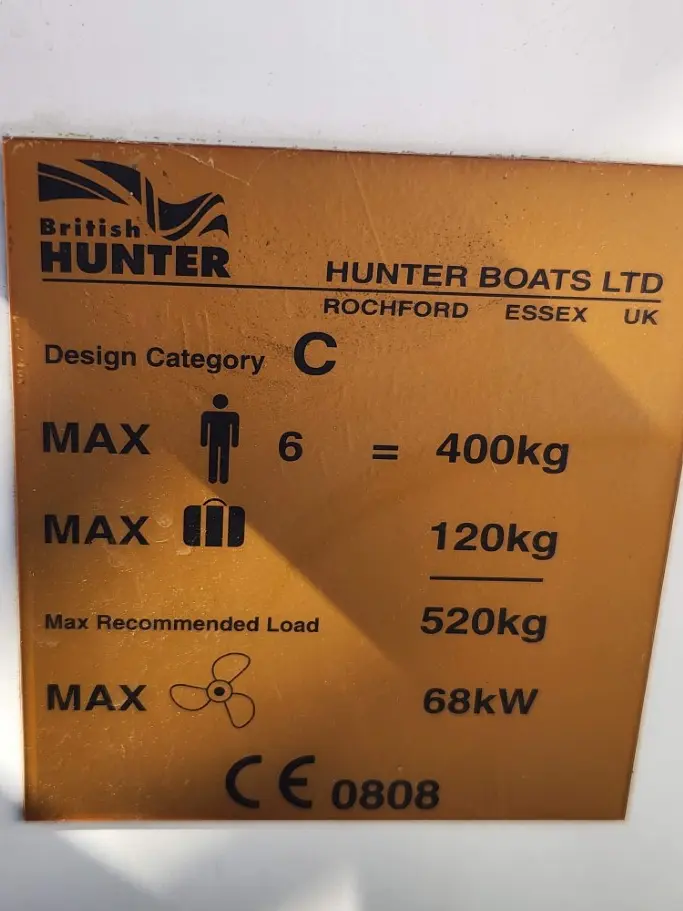 British
HUNTER
HUNTER BOATS LTD
ROCHFORD ESSEX UK
Design Category C
MAX 6 = 400kg
MAX 120kg
Max Recommended Load 520kg
MAX 68kW
CE 0808